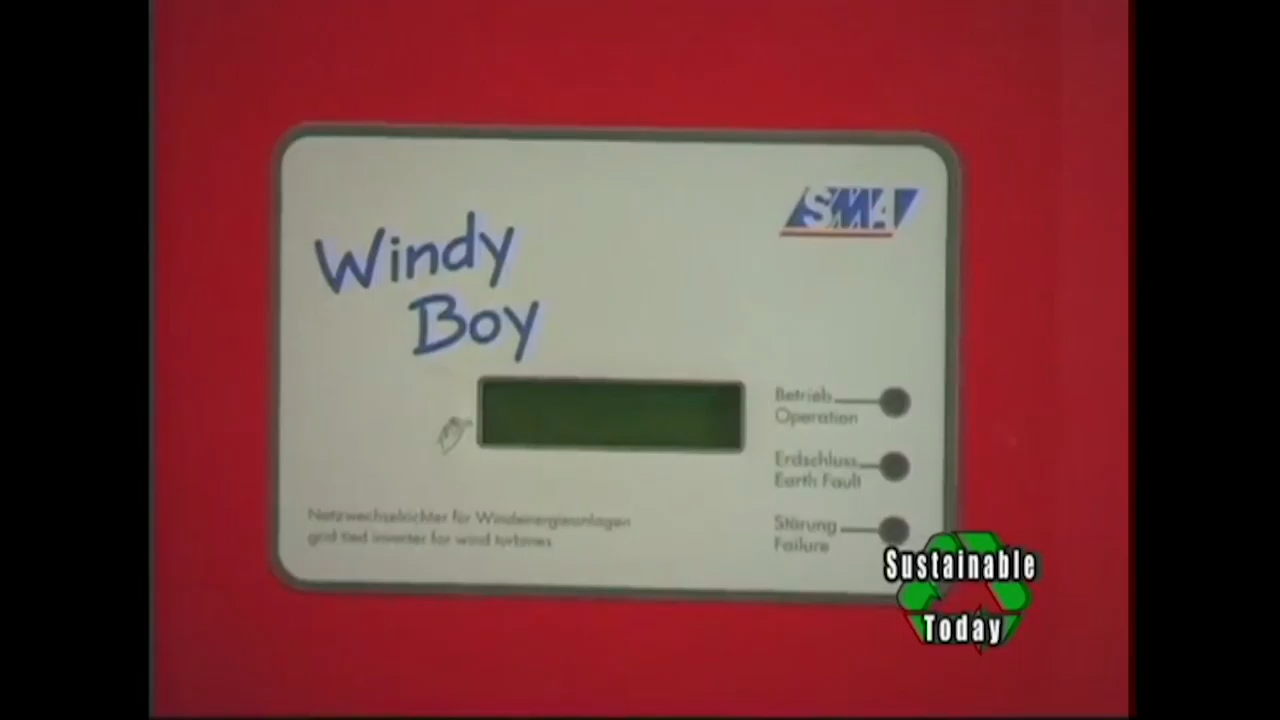 SMA
Windy
Boy
Betrieb
Operation
Erdschluss
Earth Fault
Störung
Failure
Netzwechselrichter für Windenergieanlagen
grid tied inverter for wind turbines
Sustainable
Today